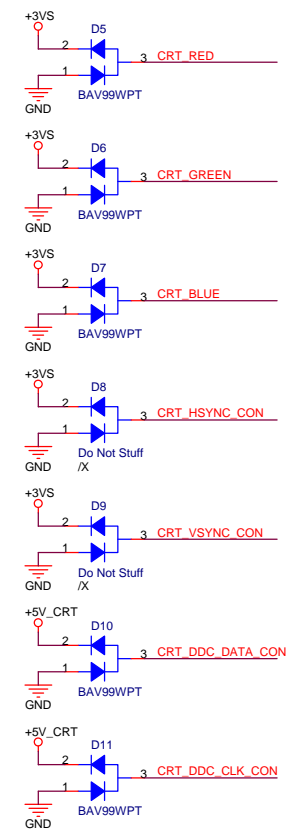 +3VS
D5
2
3 CRT_RED
1
BAV99WPT
GND
+3VS
D6
2
3 CRT_GREEN
1
BAV99WPT
GND
+3VS
D7
2
3 CRT_BLUE
1
BAV99WPT
GND
+3VS
D8
2
3 CRT_HSYNC_CON
1
Do Not Stuff
GND /X
+3VS
D9
2
3 CRT_VSYNC_CON
1
Do Not Stuff
GND /X
+5V_CRT
D10
2
3 CRT_DDC_DATA_CON
1
BAV99WPT
GND
+5V_CRT
D11
2
3 CRT_DDC_CLK_CON
1
BAV99WPT
GND